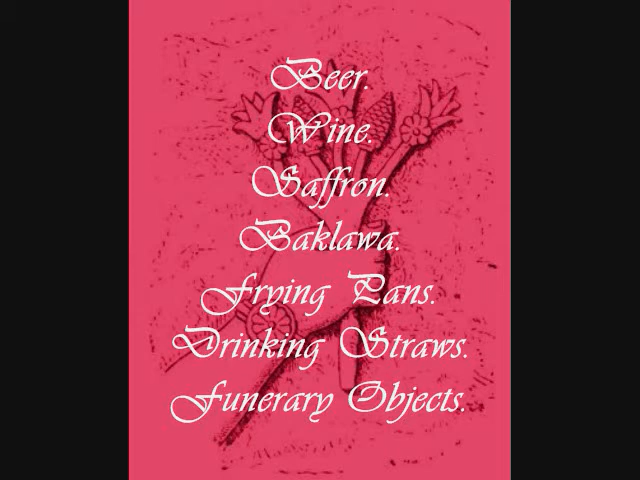 Beer.
Wine.
Saffron.
Baklawa.
Frying Pans.
Drinking Straws.
Funerary Objects.